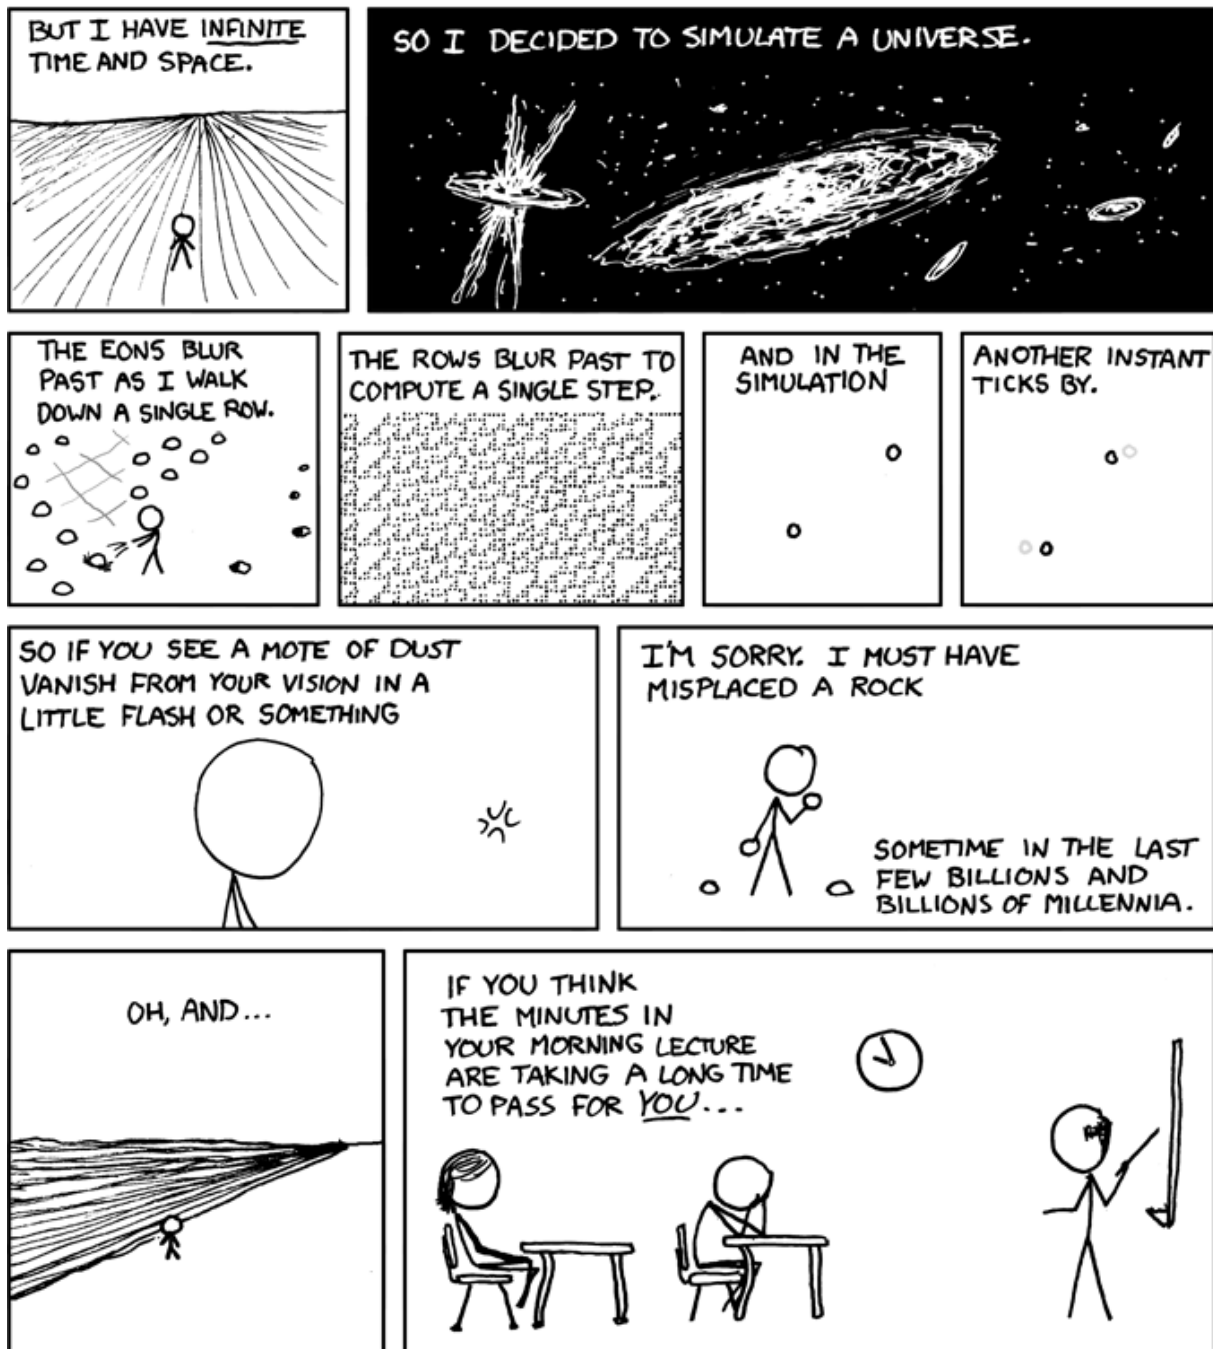 BUT I HAVE INFINITE
TIME AND SPACE.
SO I DECIDED TO SIMULATE A UNIVERSE.
THE EONS BLUR
PAST AS I WALK
DOWN A SINGLE ROW.
THE ROWS BLUR PAST TO
COMPUTE A SINGLE STEP.
AND IN THE
SIMULATION
ANOTHER INSTANT
TICKS BY.
SO IF YOU SEE A MOTE OF DUST
VANISH FROM YOUR VISION IN A
LITTLE FLASH OR SOMETHING
I'M SORRY. I MUST HAVE
MISPLACED A ROCK
SOMETIME IN THE LAST
FEW BILLIONS AND
BILLIONS OF MILLENNIA.
OH, AND...
IF YOU THINK
THE MINUTES IN
YOUR MORNING LECTURE
ARE TAKING A LONG TIME
TO PASS FOR YOU...